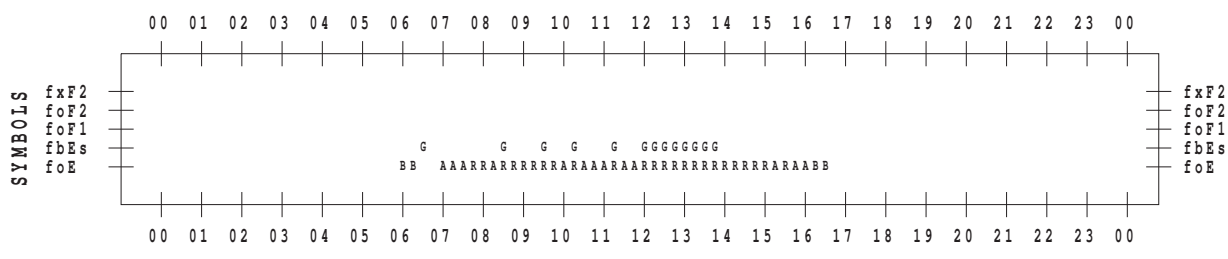 00 01 02 03 04 05 06 07 08 09 10 11 12 13 14 15 16 17 18 19 20 21 22 23 00
SYMBOLS
fxF2 fxF2
foF2 foF2
foF1 foF1
fbEs G G G G G GGGGGGGG fbEs
foE BB AAARRARRRRRRARAAARAARRRRRRRRRRRRRARAABB foE
00 01 02 03 04 05 06 07 08 09 10 11 12 13 14 15 16 17 18 19 20 21 22 23 00